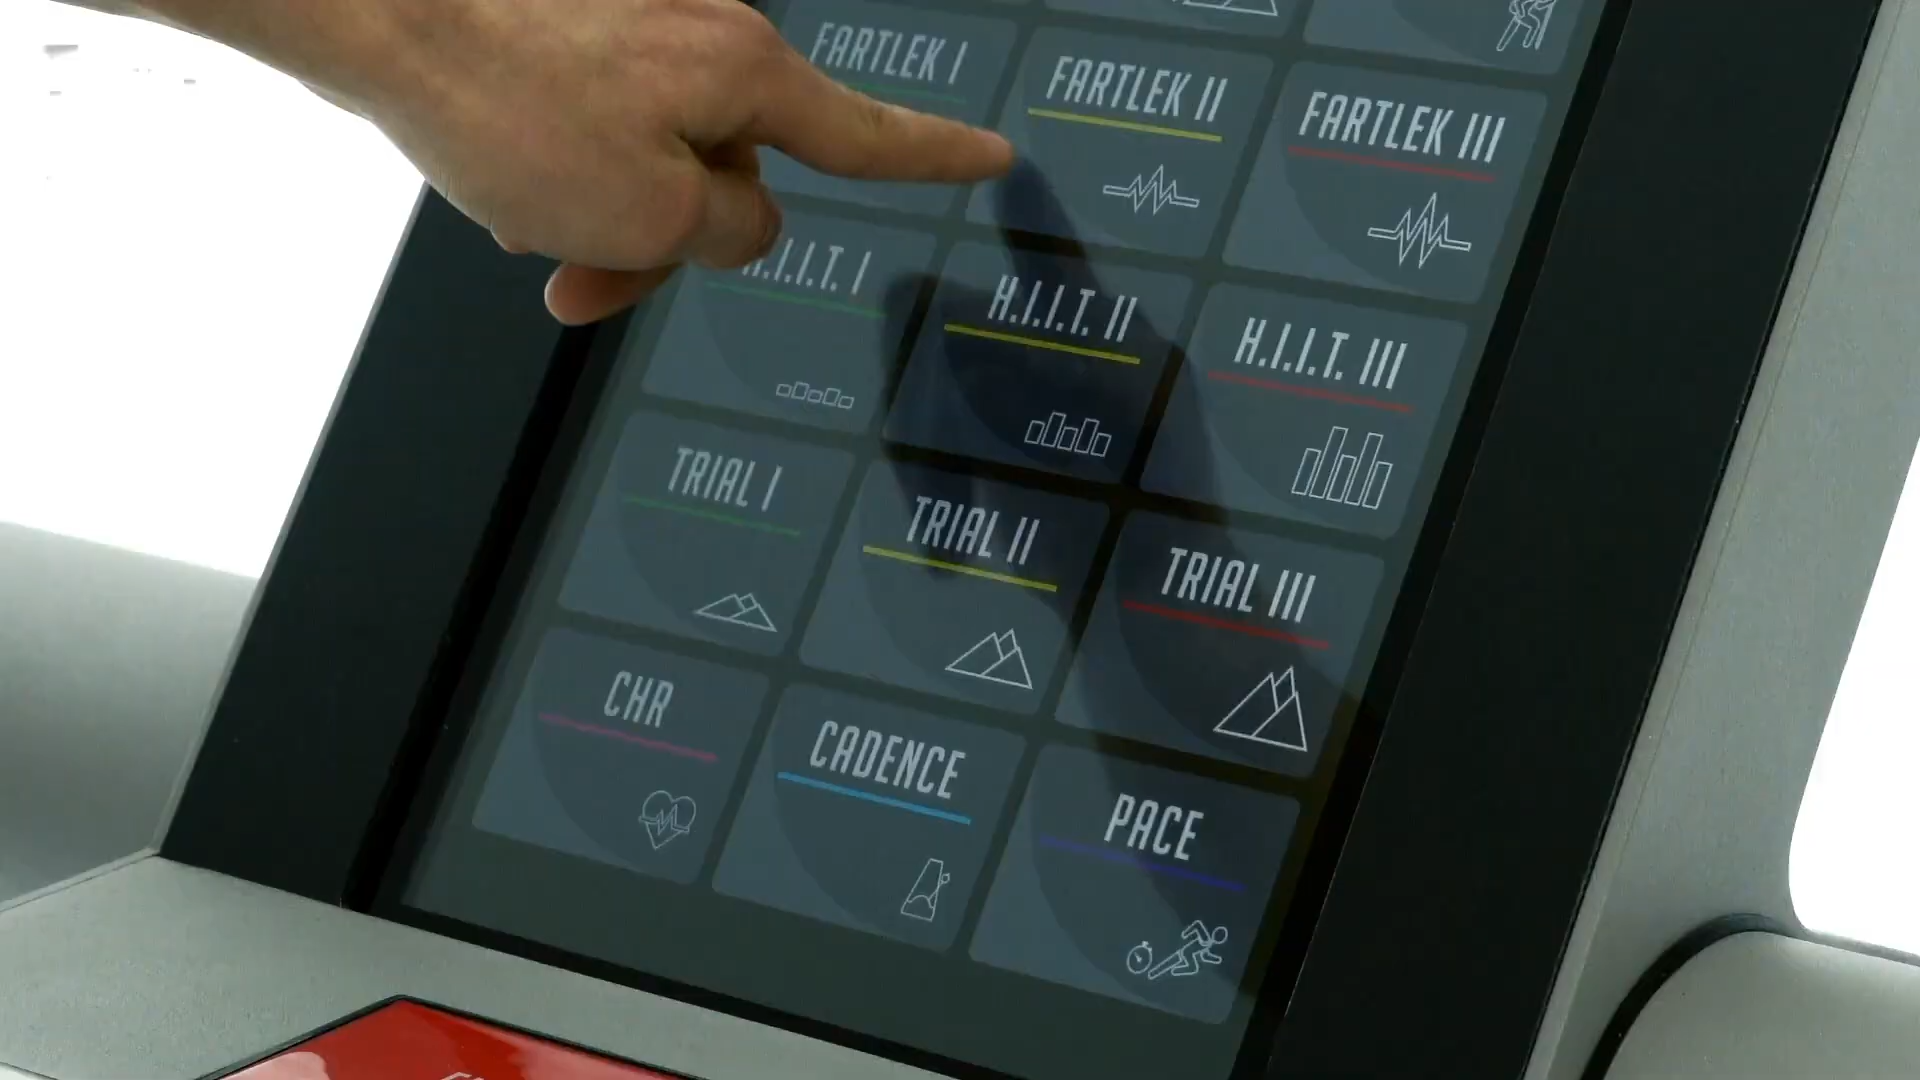 FARTLEK I
FARTLEK II
FARTLEK III
H.I.I.T. I
H.I.I.T. II
H.I.I.T. III
TRIAL I
TRIAL II
TRIAL III
CHR
CADENCE
PACE